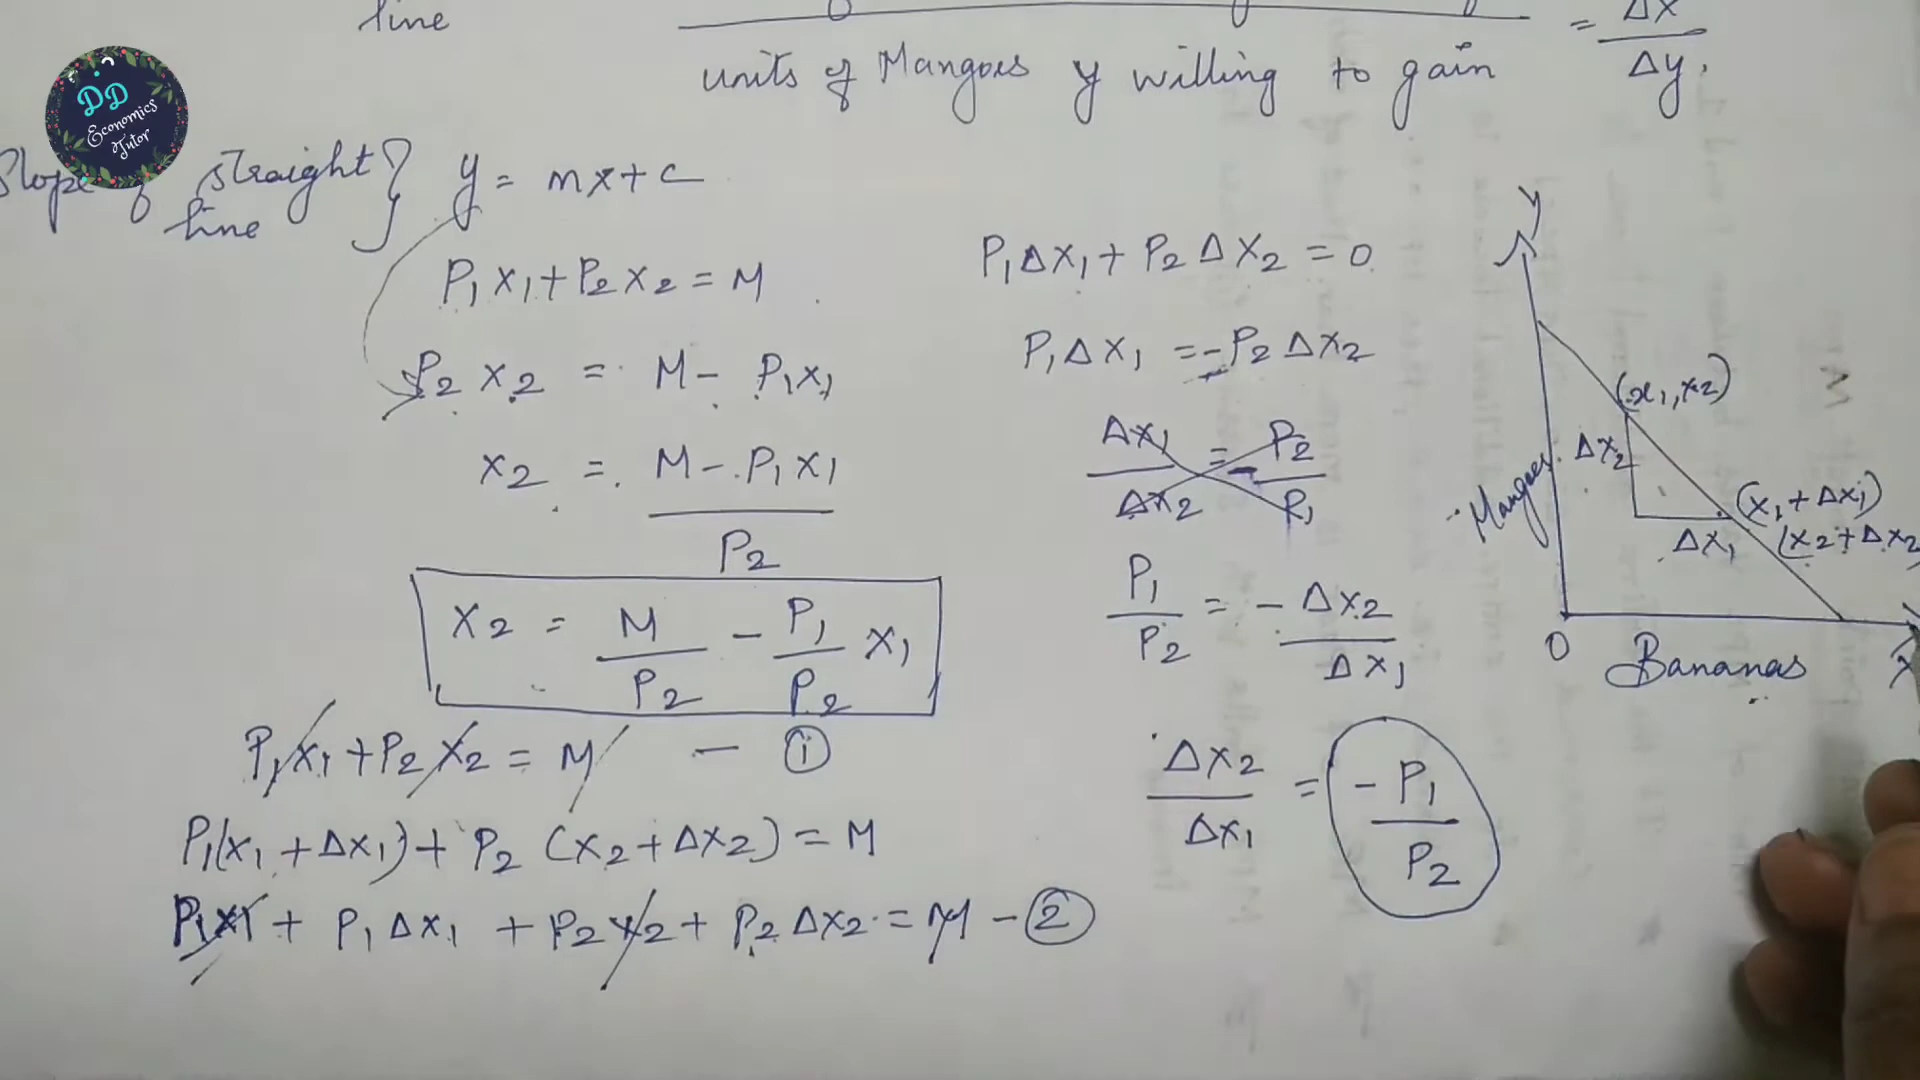 line
units of Mangoes y willing to gain = Δx / Δy.
DD Economics Tutor
Slope of straight line } y = mx + c
P₁x₁ + P₂x₂ = M
P₂x₂ = M - P₁x₁
x₂ = M - P₁x₁ / P₂
x₂ = M / P₂ - P₁ / P₂ x₁
P₁x₁ + P₂x₂ = M — ①
P₁(x₁ + Δx₁) + P₂ (x₂ + Δx₂) = M
P₁x₁ + P₁Δx₁ + P₂x₂ + P₂Δx₂ = M — ②
P₁Δx₁ + P₂Δx₂ = 0
P₁Δx₁ = -P₂Δx₂
Δx₁ / Δx₂ = - P₂ / P₁
P₁ / P₂ = - Δx₂ / Δx₁
Δx₂ / Δx₁ = - P₁ / P₂
y
(x₁, x₂)
Δx₂
Mangoes
(x₁ + Δx₁)
(x₂ + Δx₂
Δx₁
0
Bananas
X